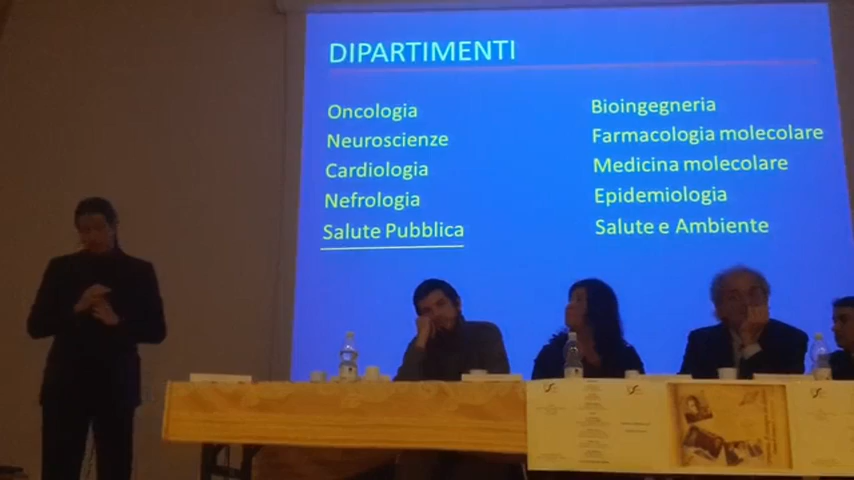 DIPARTIMENTI
Oncologia
Neuroscienze
Cardiologia
Nefrologia
Salute Pubblica
Bioingegneria
Farmacologia molecolare
Medicina molecolare
Epidemiologia
Salute e Ambiente